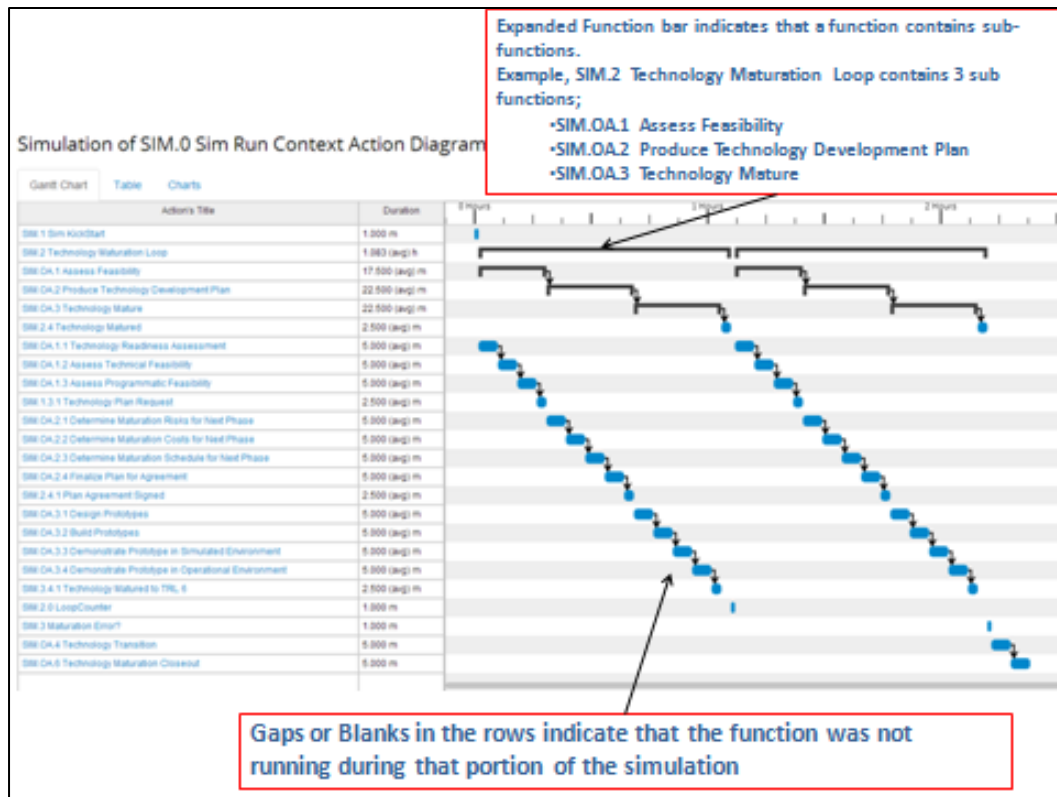 Expanded Function bar indicates that a function contains sub-
functions.
Example, SIM.2 Technology Maturation Loop contains 3 sub
functions;
•SIM.OA.1 Assess Feasibility
•SIM.OA.2 Produce Technology Development Plan
•SIM.OA.3 Technology Mature
Simulation of SIM.0 Sim Run Context Action Diagram
Gantt Chart Table Charts
Action's Title Duration 0 Hours 1 Hours 2 Hours
SIM.1 Sim KickStart 1.000 m
SIM.2 Technology Maturation Loop 1.083 (avg) h
SIM.OA.1 Assess Feasibility 17.500 (avg) m
SIM.OA.2 Produce Technology Development Plan 22.500 (avg) m
SIM.OA.3 Technology Mature 22.500 (avg) m
SIM.2.4 Technology Matured 2.500 (avg) m
SIM.OA.1.1 Technology Readiness Assessment 5.000 (avg) m
SIM.OA.1.2 Assess Technical Feasibility 5.000 (avg) m
SIM.OA.1.3 Assess Programmatic Feasibility 5.000 (avg) m
SIM.1.3.1 Technology Plan Request 2.500 (avg) m
SIM.OA.2.1 Determine Maturation Risks for Next Phase 5.000 (avg) m
SIM.OA.2.2 Determine Maturation Costs for Next Phase 5.000 (avg) m
SIM.OA.2.3 Determine Maturation Schedule for Next Phase 5.000 (avg) m
SIM.OA.2.4 Finalize Plan for Agreement 5.000 (avg) m
SIM.2.4.1 Plan Agreement Signed 2.500 (avg) m
SIM.OA.3.1 Design Prototypes 5.000 (avg) m
SIM.OA.3.2 Build Prototypes 5.000 (avg) m
SIM.OA.3.3 Demonstrate Prototype in Simulated Environment 5.000 (avg) m
SIM.OA.3.4 Demonstrate Prototype in Operational Environment 5.000 (avg) m
SIM.3.4.1 Technology Matured to TRL 6 2.500 (avg) m
SIM.2.0 LoopCounter 1.000 m
SIM.3 Maturation Error? 1.000 m
SIM.OA.4 Technology Transition 5.000 m
SIM.OA.6 Technology Maturation Closeout 5.000 m
Gaps or Blanks in the rows indicate that the function was not
running during that portion of the simulation